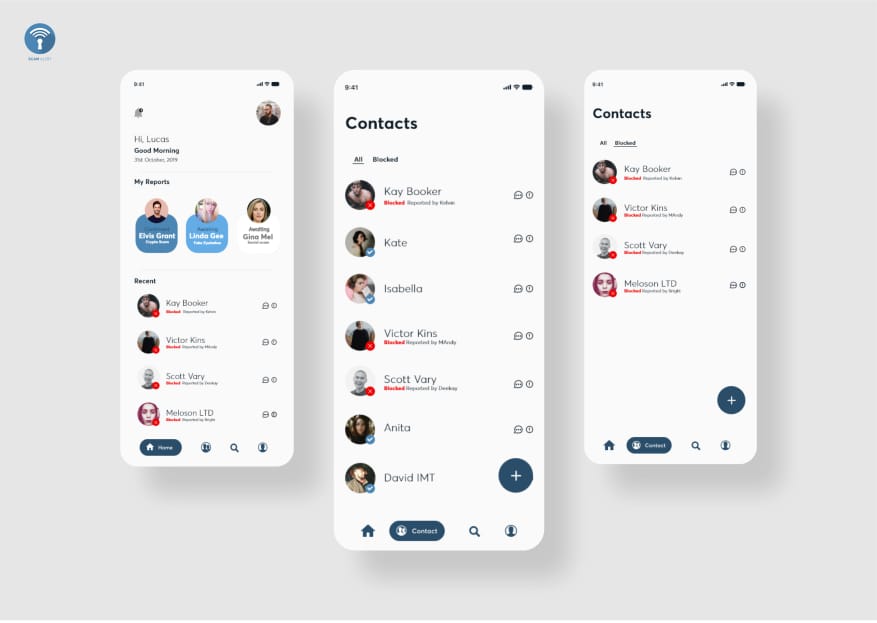 SCAM ALERT
9:41
Hi, Lucas
Good Morning
31st October, 2019
My Reports
Confirmed
Elvis Grant
Crypto Scam
Awaiting
Linda Gee
Fake Eyelashes
Awaiting
Gina Mel
Social scam
Recent
Kay Booker
Blocked Reported by Kelvin
Victor Kins
Blocked Reported by MAndy
Scott Vary
Blocked Reported by Deekay
Meloson LTD
Blocked Reported by Bright
Home
9:41
Contacts
All Blocked
Kay Booker
Blocked Reported by Kelvin
Kate
Isabella
Victor Kins
Blocked Reported by MAndy
Scott Vary
Blocked Reported by Deekay
Anita
David IMT
Contact
9:41
Contacts
All Blocked
Kay Booker
Blocked Reported by Kelvin
Victor Kins
Blocked Reported by MAndy
Scott Vary
Blocked Reported by Deekay
Meloson LTD
Blocked Reported by Bright
Contact